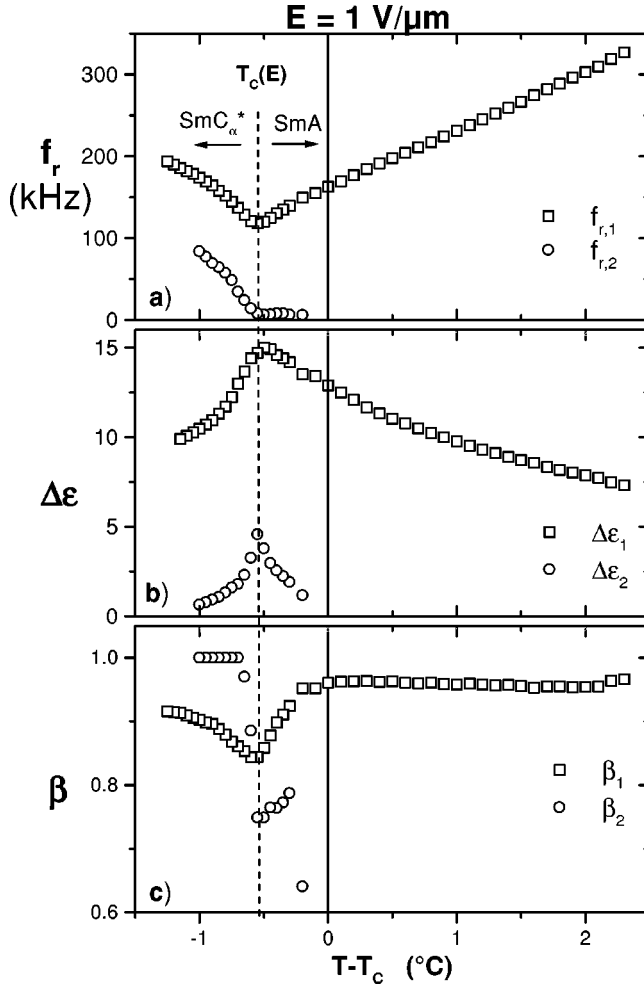 E = 1 V/µm
T_C(E)
SmC_α* SmA
f_r
(kHz)
300
200
100
0
f_r,1
f_r,2
a)
15
10
5
0
Δε
Δε_1
Δε_2
b)
1.0
0.8
0.6
β
β_1
β_2
c)
-1 0 1 2
T-T_C (°C)